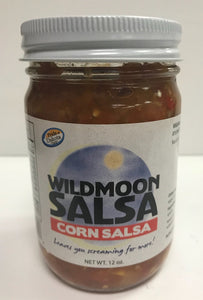 WILDMOON
SALSA
CORN SALSA
Leaves you screaming for more!
NET WT. 12 oz.